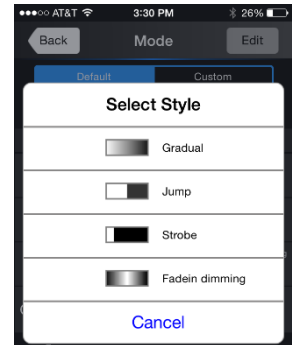 AT&T 3:30 PM 26%
Back Mode Edit
Default Custom
Select Style
Gradual
Jump
Strobe
Fadein dimming
Cancel